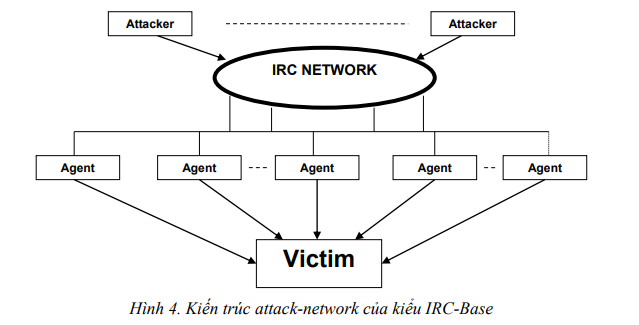 Attacker
Attacker
IRC NETWORK
Agent
Agent
Agent
Agent
Agent
Victim
Hình 4. Kiến trúc attack-network của kiểu IRC-Base